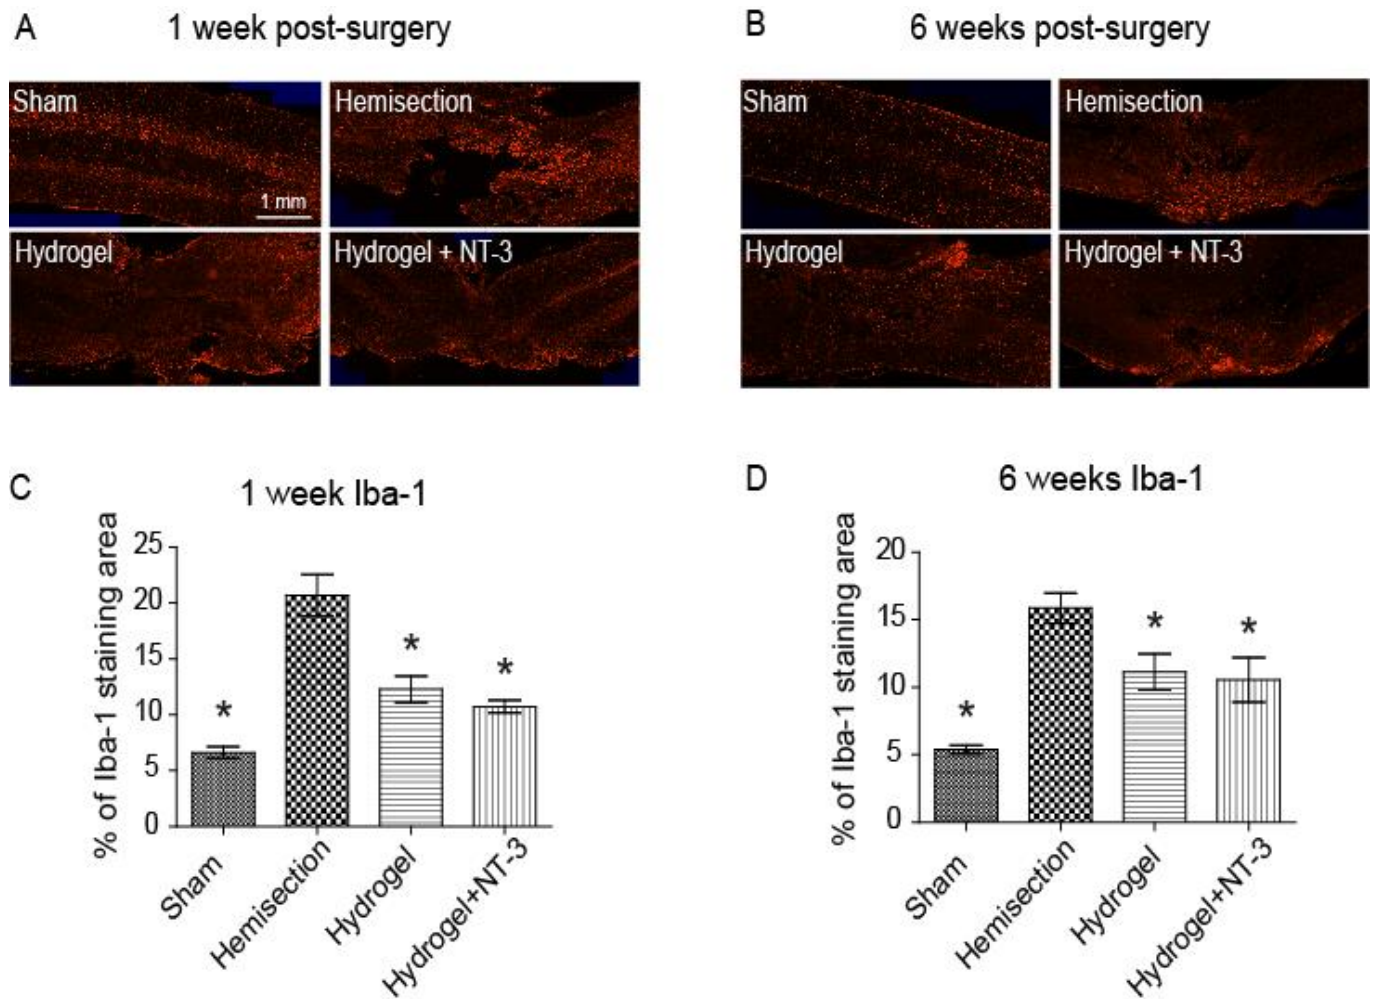 A
1 week post-surgery
B
6 weeks post-surgery
Sham
Hemisection
1 mm
Hydrogel
Hydrogel + NT-3
Sham
Hemisection
Hydrogel
Hydrogel + NT-3
C
1 week Iba-1
% of Iba-1 staining area
25
20
15
10
5
0
*
*
*
Sham
Hemisection
Hydrogel
Hydrogel+NT-3
D
6 weeks Iba-1
% of Iba-1 staining area
20
15
10
5
0
*
*
*
Sham
Hemisection
Hydrogel
Hydrogel+NT-3